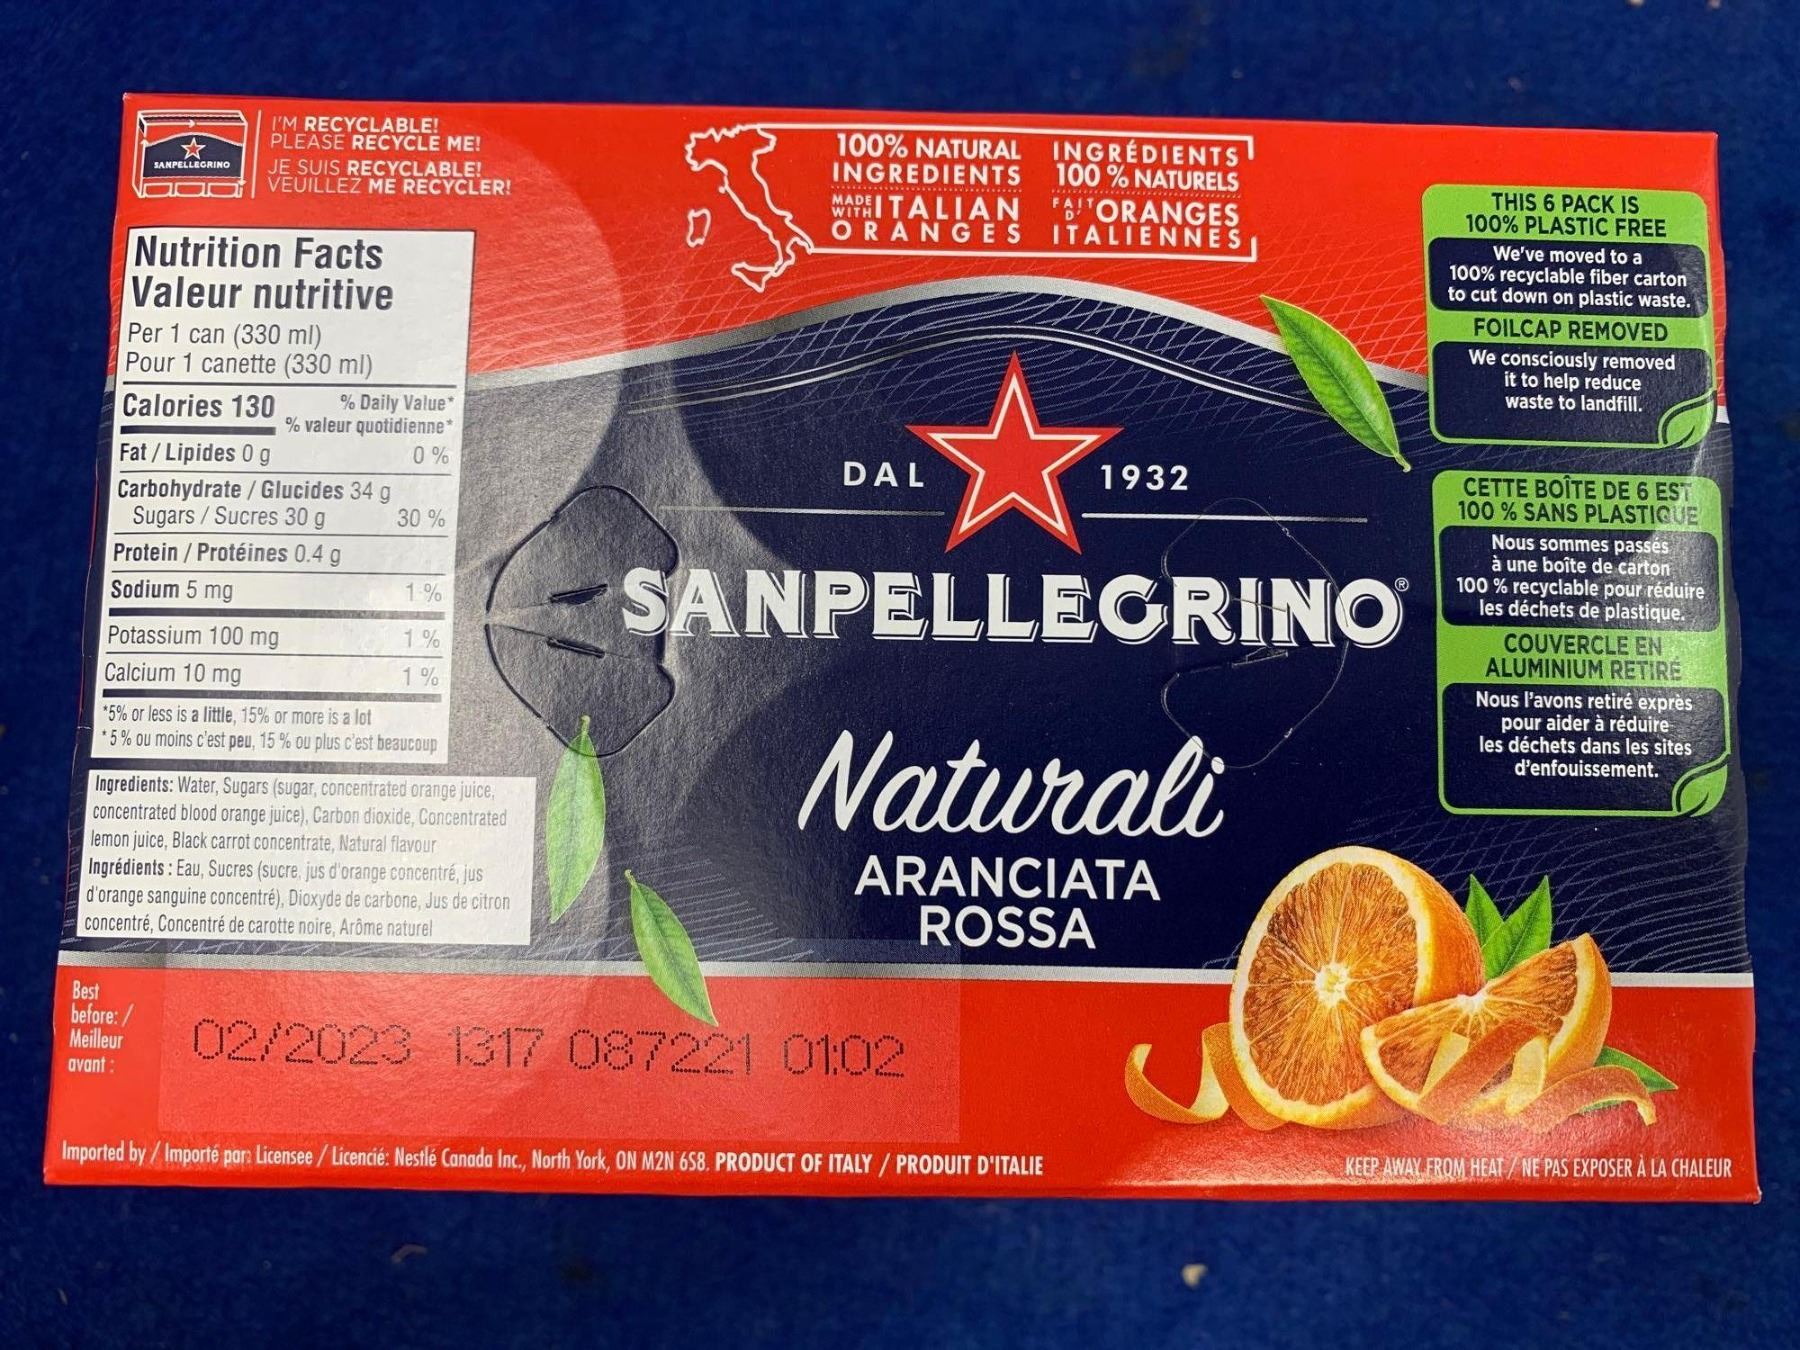 SANPELLEGRINO
I'M RECYCLABLE!
PLEASE RECYCLE ME!
JE SUIS RECYCLABLE!
VEUILLEZ ME RECYCLER!
100% NATURAL
INGREDIENTS
MADE WITH ITALIAN
ORANGES
INGRÉDIENTS
100 % NATURELS
FAIT D' ORANGES
ITALIENNES
Nutrition Facts
Valeur nutritive
Per 1 can (330 ml)
Pour 1 canette (330 ml)
Calories 130
% Daily Value*
% valeur quotidienne*
Fat / Lipides 0 g 0 %
Carbohydrate / Glucides 34 g
Sugars / Sucres 30 g 30 %
Protein / Protéines 0.4 g
Sodium 5 mg 1 %
Potassium 100 mg 1 %
Calcium 10 mg 1 %
*5% or less is a little, 15% or more is a lot
*5 % ou moins c'est peu, 15 % ou plus c'est beaucoup
Ingredients: Water, Sugars (sugar, concentrated orange juice,
concentrated blood orange juice), Carbon dioxide, Concentrated
lemon juice, Black carrot concentrate, Natural flavour
Ingrédients : Eau, Sucres (sucre, jus d'orange concentré, jus
d'orange sanguine concentré), Dioxyde de carbone, Jus de citron
concentré, Concentré de carotte noire, Arôme naturel
DAL 1932
SANPELLEGRINO®
Naturali
ARANCIATA
ROSSA
THIS 6 PACK IS
100% PLASTIC FREE
We've moved to a
100% recyclable fiber carton
to cut down on plastic waste.
FOILCAP REMOVED
We consciously removed
it to help reduce
waste to landfill.
CETTE BOÎTE DE 6 EST
100 % SANS PLASTIQUE
Nous sommes passés
à une boîte de carton
100 % recyclable pour réduire
les déchets de plastique.
COUVERCLE EN
ALUMINIUM RETIRÉ
Nous l'avons retiré exprès
pour aider à réduire
les déchets dans les sites
d'enfouissement.
Best
before: /
Meilleur
avant :
02/2023 1317 087221 01:02
Imported by / Importé par: Licensee / Licencié: Nestlé Canada Inc., North York, ON M2N 6S8. PRODUCT OF ITALY / PRODUIT D'ITALIE
KEEP AWAY FROM HEAT / NE PAS EXPOSER À LA CHALEUR